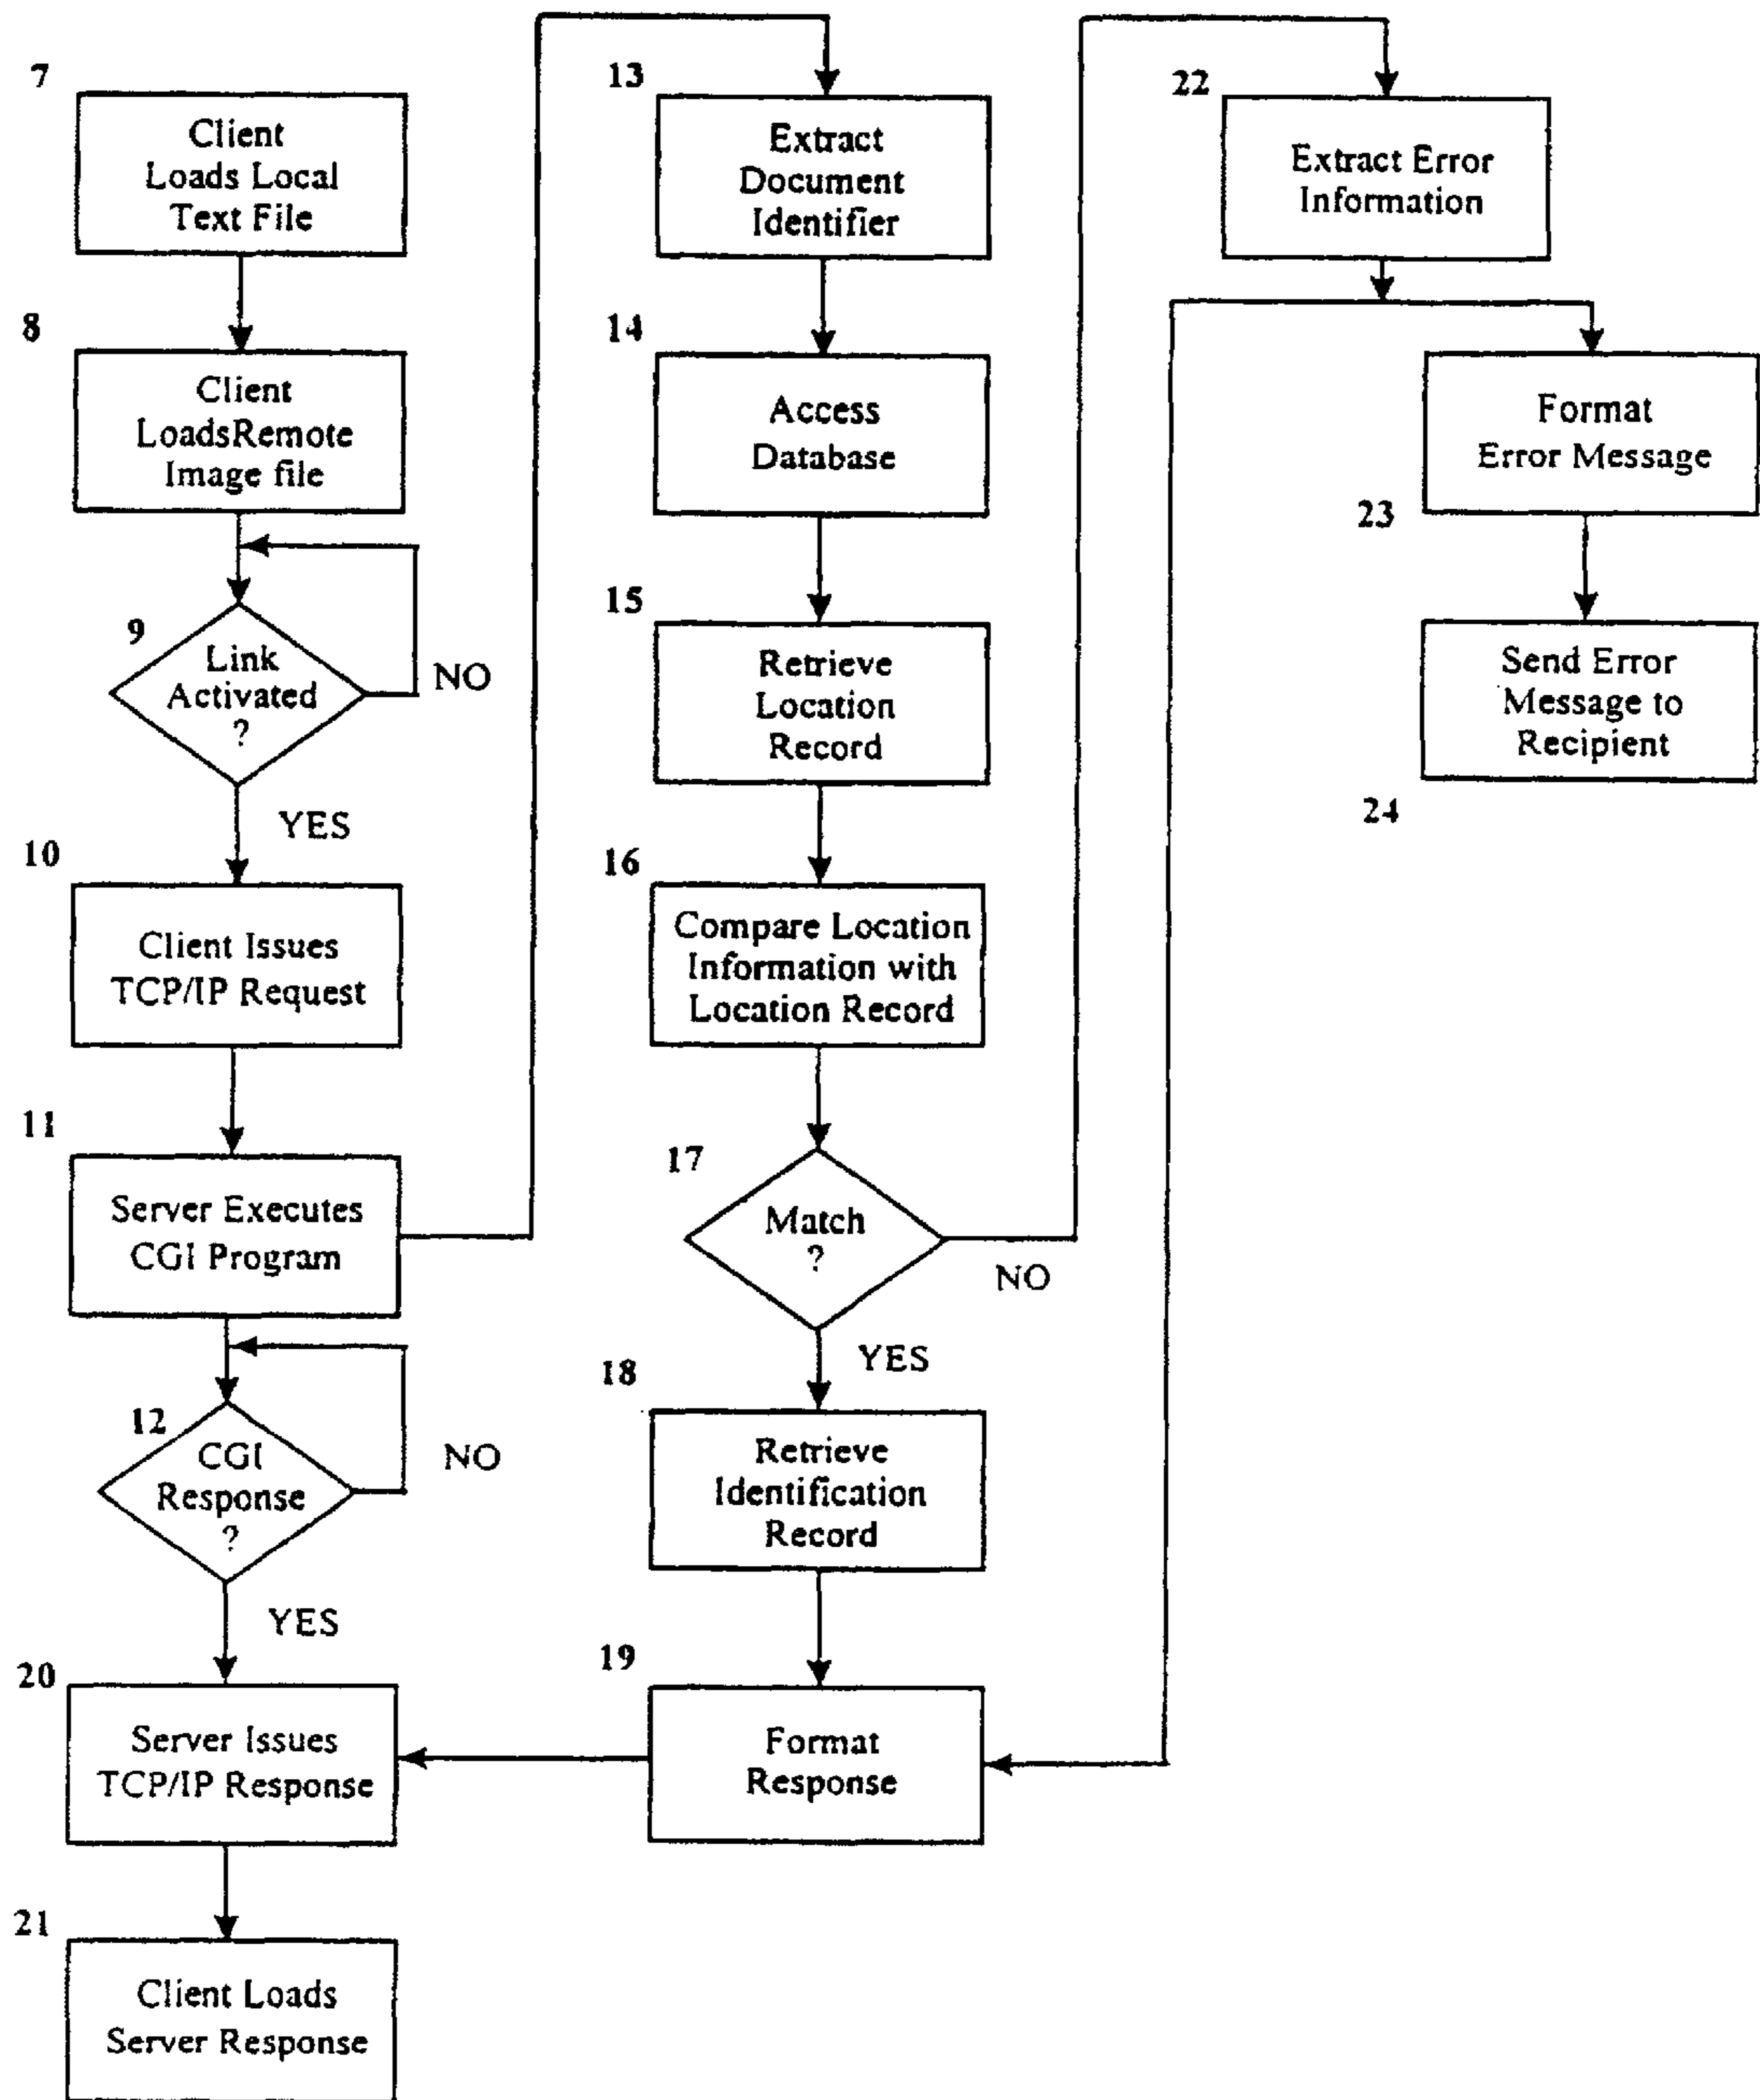 7
Client
Loads Local
Text File
8
Client
LoadsRemote
Image file
9
Link
Activated
?
NO
YES
10
Client Issues
TCP/IP Request
11
Server Executes
CGI Program
12
CGI
Response
?
NO
YES
20
Server Issues
TCP/IP Response
21
Client Loads
Server Response
13
Extract
Document
Identifier
14
Access
Database
15
Retrieve
Location
Record
16
Compare Location
Information with
Location Record
17
Match
?
NO
YES
18
Retrieve
Identification
Record
19
Format
Response
22
Extract Error
Information
Format
Error Message
23
Send Error
Message to
Recipient
24